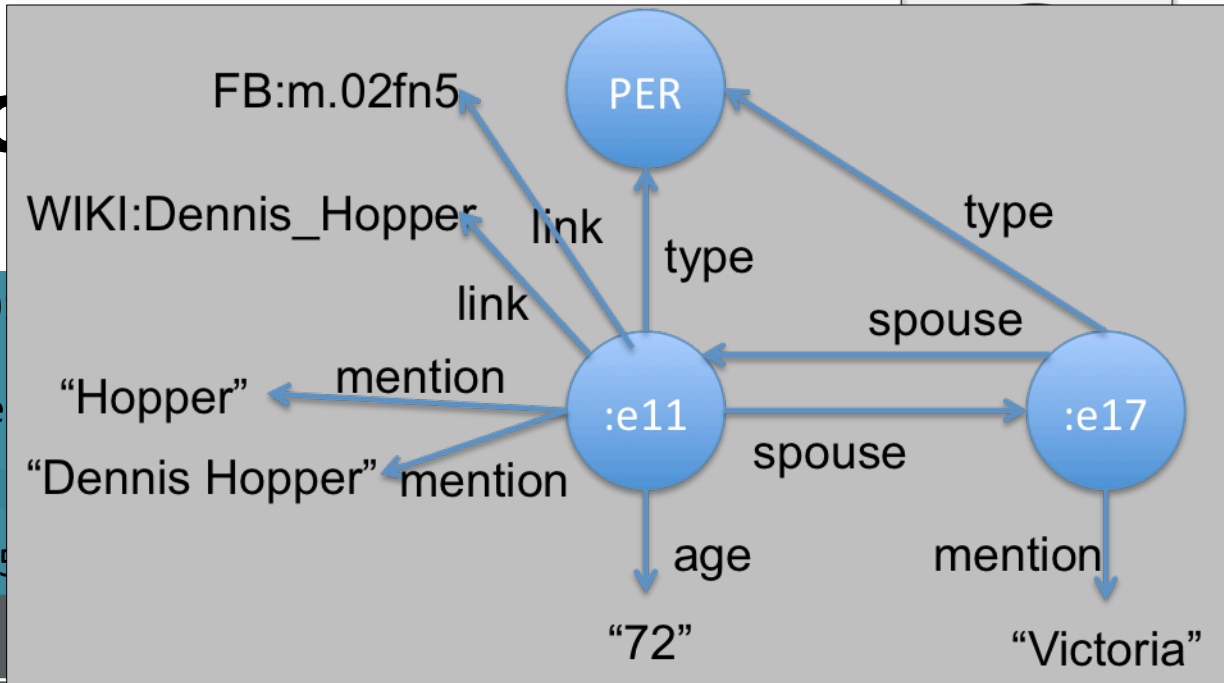 FB:m.02fn5
PER
WIKI:Dennis_Hopper
link
type
type
link
spouse
“Hopper”
mention
:e11
:e17
“Dennis Hopper”
mention
spouse
age
mention
“72”
“Victoria”